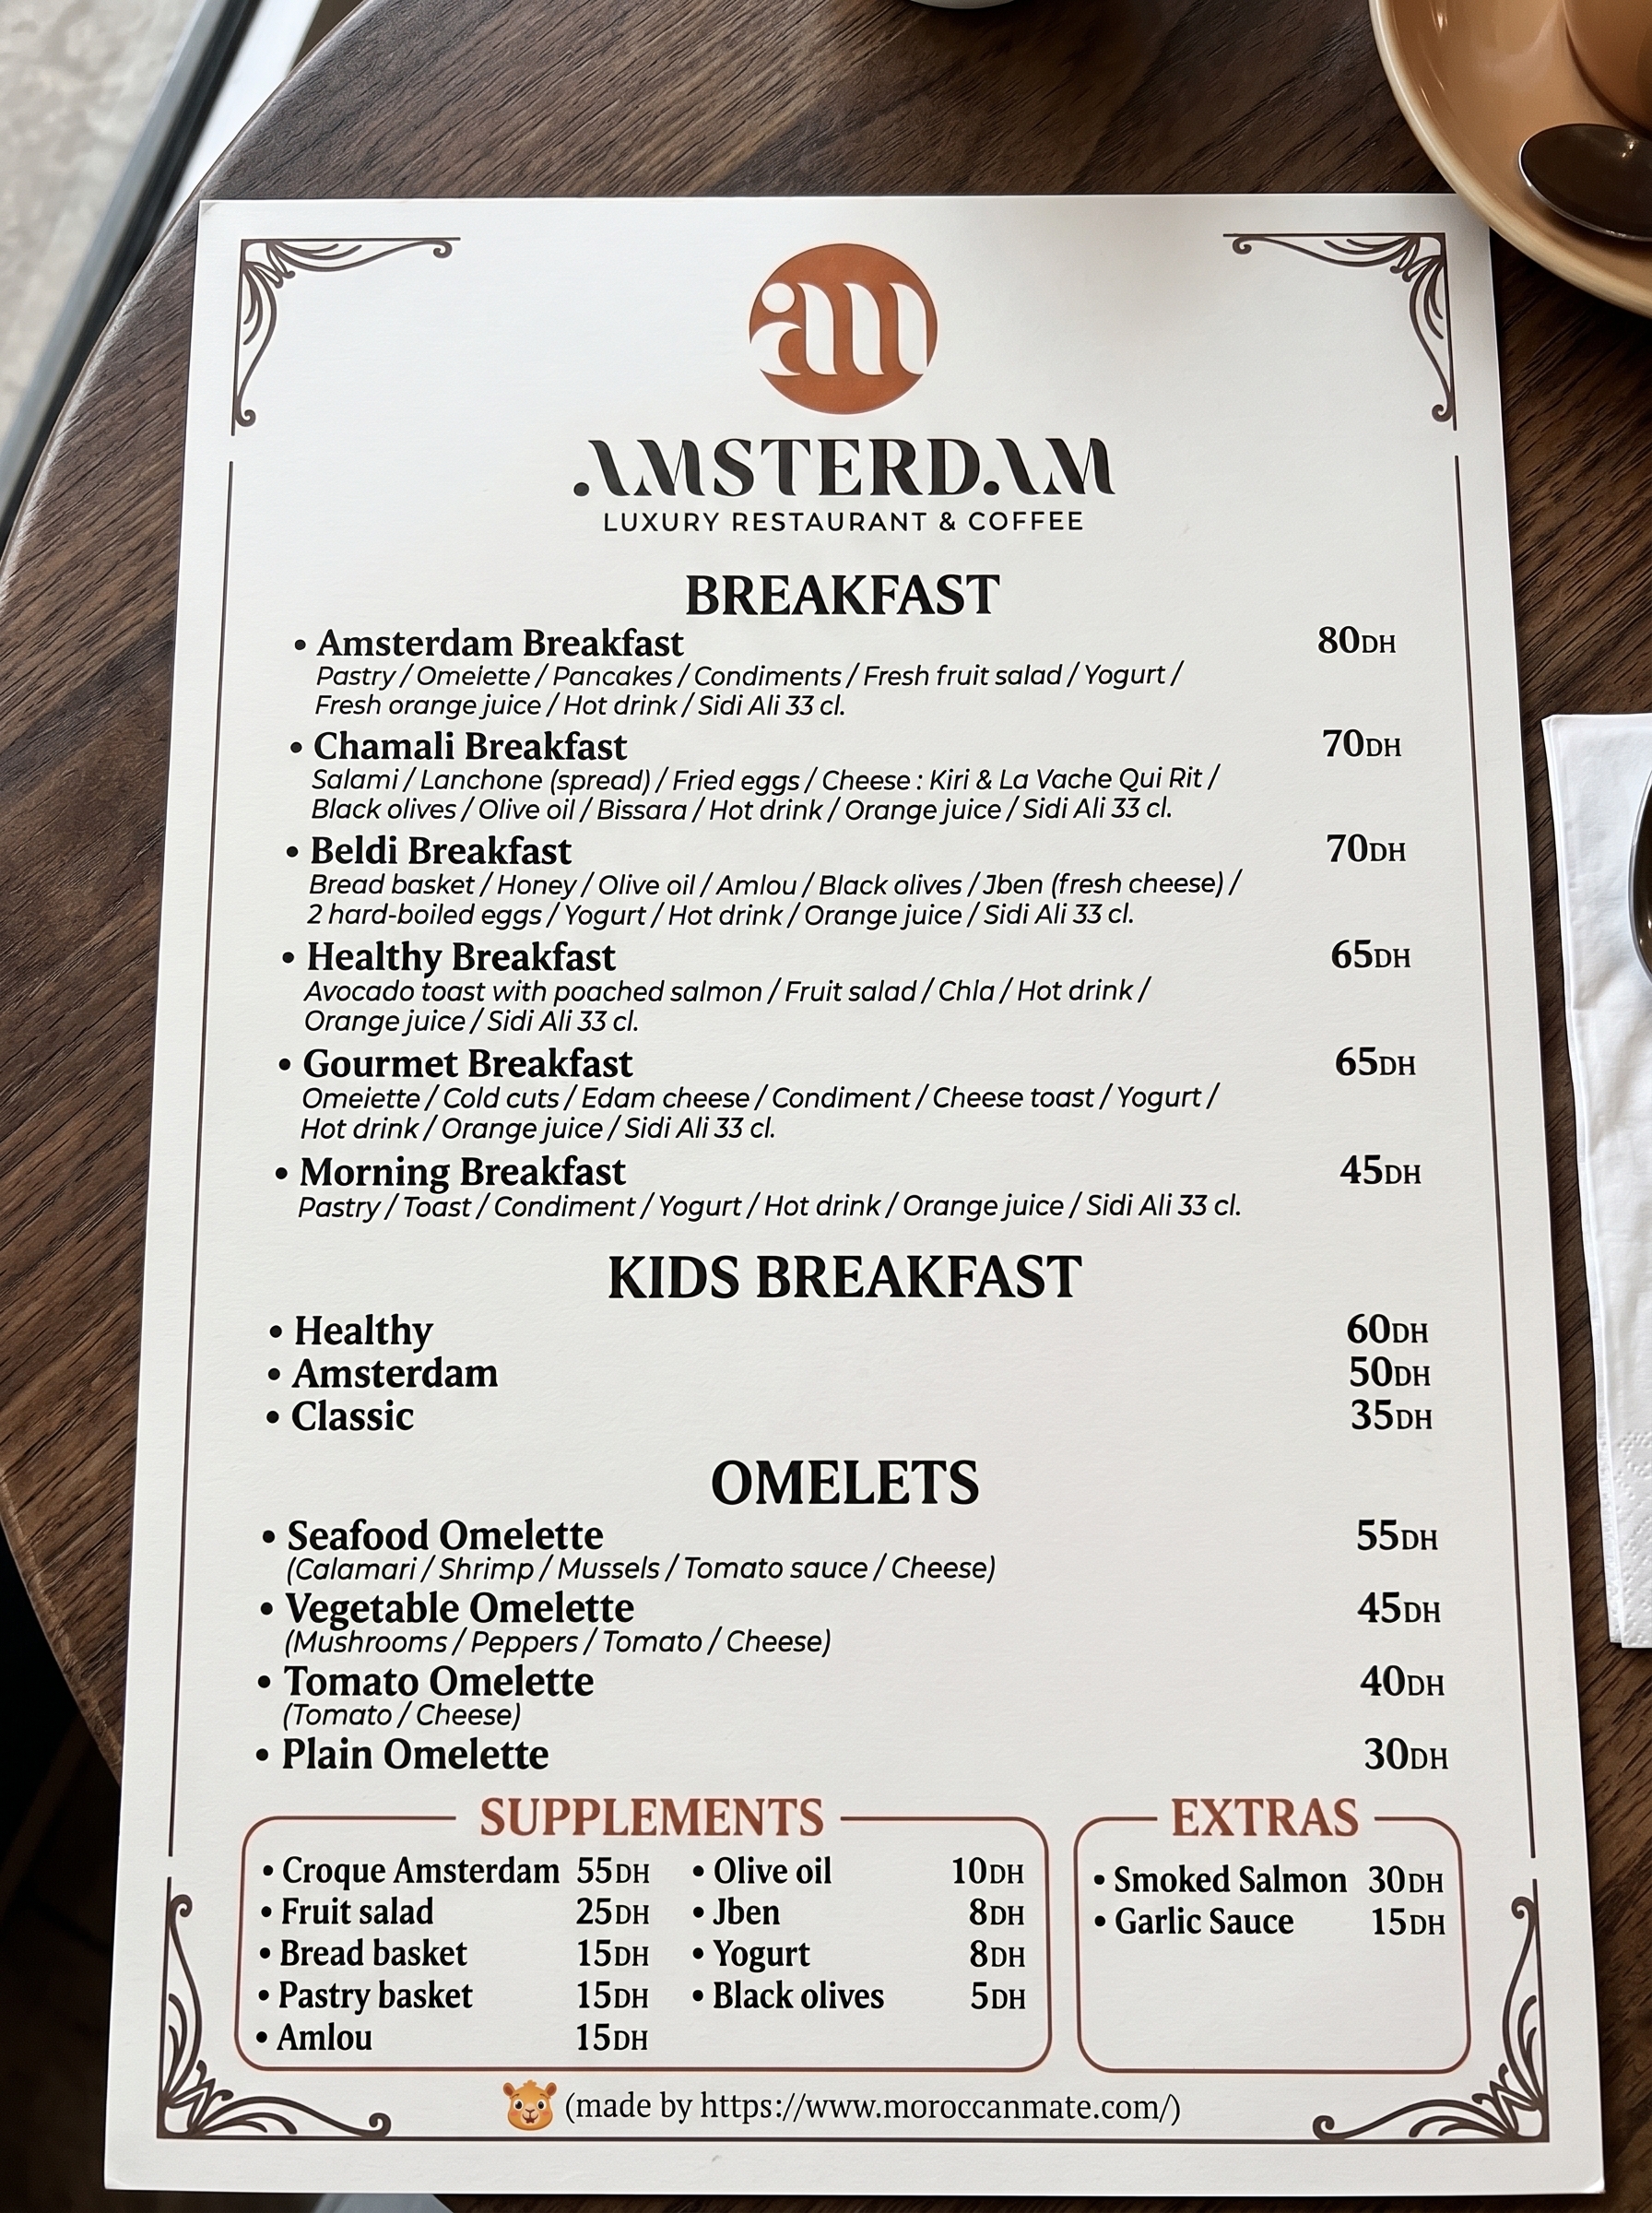 am
AMSTERDAM
LUXURY RESTAURANT & COFFEE
BREAKFAST
• Amsterdam Breakfast 80DH
Pastry / Omelette / Pancakes / Condiments / Fresh fruit salad / Yogurt /
Fresh orange juice / Hot drink / Sidi Ali 33 cl.
• Chamali Breakfast 70DH
Salami / Lanchone (spread) / Fried eggs / Cheese : Kiri & La Vache Qui Rit /
Black olives / Olive oil / Bissara / Hot drink / Orange juice / Sidi Ali 33 cl.
• Beldi Breakfast 70DH
Bread basket / Honey / Olive oil / Amlou / Black olives / Jben (fresh cheese) /
2 hard-boiled eggs / Yogurt / Hot drink / Orange juice / Sidi Ali 33 cl.
• Healthy Breakfast 65DH
Avocado toast with poached salmon / Fruit salad / Chla / Hot drink /
Orange juice / Sidi Ali 33 cl.
• Gourmet Breakfast 65DH
Omeiette / Cold cuts / Edam cheese / Condiment / Cheese toast / Yogurt /
Hot drink / Orange juice / Sidi Ali 33 cl.
• Morning Breakfast 45DH
Pastry / Toast / Condiment / Yogurt / Hot drink / Orange juice / Sidi Ali 33 cl.
KIDS BREAKFAST
• Healthy 60DH
• Amsterdam 50DH
• Classic 35DH
OMELETS
• Seafood Omelette 55DH
(Calamari / Shrimp / Mussels / Tomato sauce / Cheese)
• Vegetable Omelette 45DH
(Mushrooms / Peppers / Tomato / Cheese)
• Tomato Omelette 40DH
(Tomato / Cheese)
• Plain Omelette 30DH
SUPPLEMENTS
• Croque Amsterdam 55DH
• Fruit salad 25DH
• Bread basket 15DH
• Pastry basket 15DH
• Amlou 15DH
• Olive oil 10DH
• Jben 8DH
• Yogurt 8DH
• Black olives 5DH
EXTRAS
• Smoked Salmon 30DH
• Garlic Sauce 15DH
(made by https://www.moroccanmate.com/)